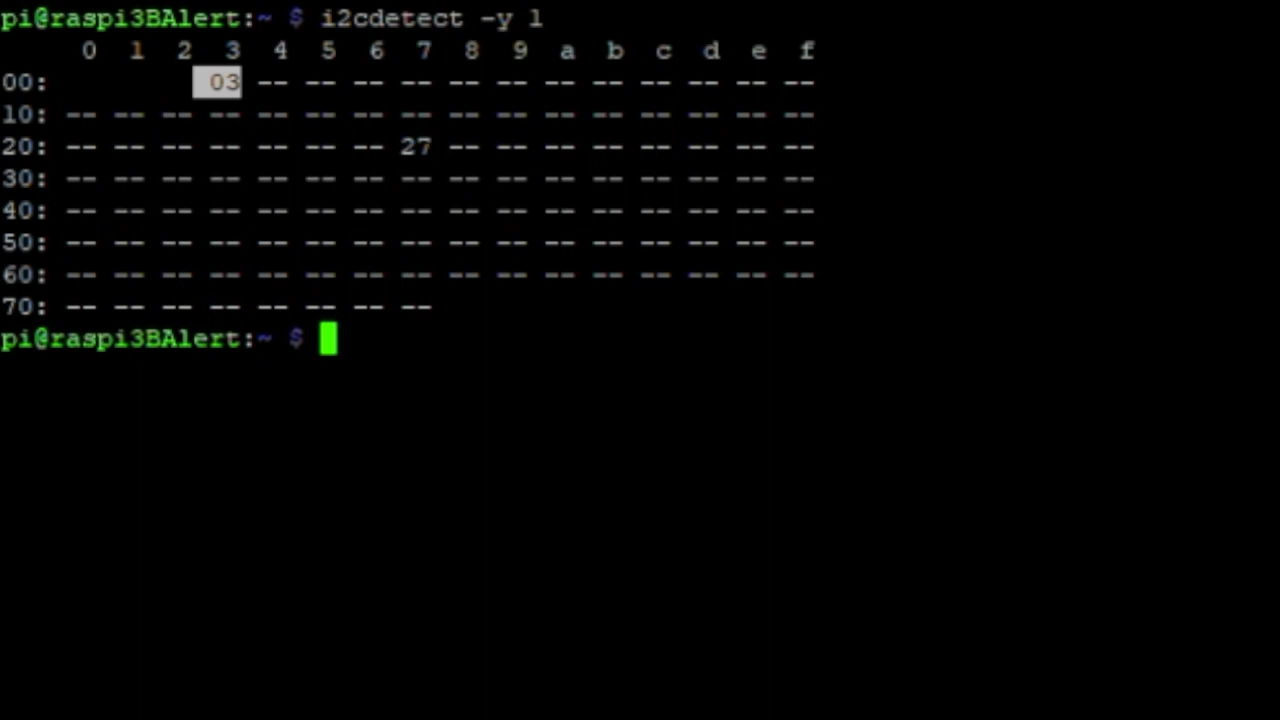 pi@raspi3BAlert:~ $ i2cdetect -y 1
     0  1  2  3  4  5  6  7  8  9  a  b  c  d  e  f
00:          03 -- -- -- -- -- -- -- -- -- -- -- --
10: -- -- -- -- -- -- -- -- -- -- -- -- -- -- -- --
20: -- -- -- -- -- -- -- 27 -- -- -- -- -- -- -- --
30: -- -- -- -- -- -- -- -- -- -- -- -- -- -- -- --
40: -- -- -- -- -- -- -- -- -- -- -- -- -- -- -- --
50: -- -- -- -- -- -- -- -- -- -- -- -- -- -- -- --
60: -- -- -- -- -- -- -- -- -- -- -- -- -- -- -- --
70: -- -- -- -- -- -- -- --
pi@raspi3BAlert:~ $